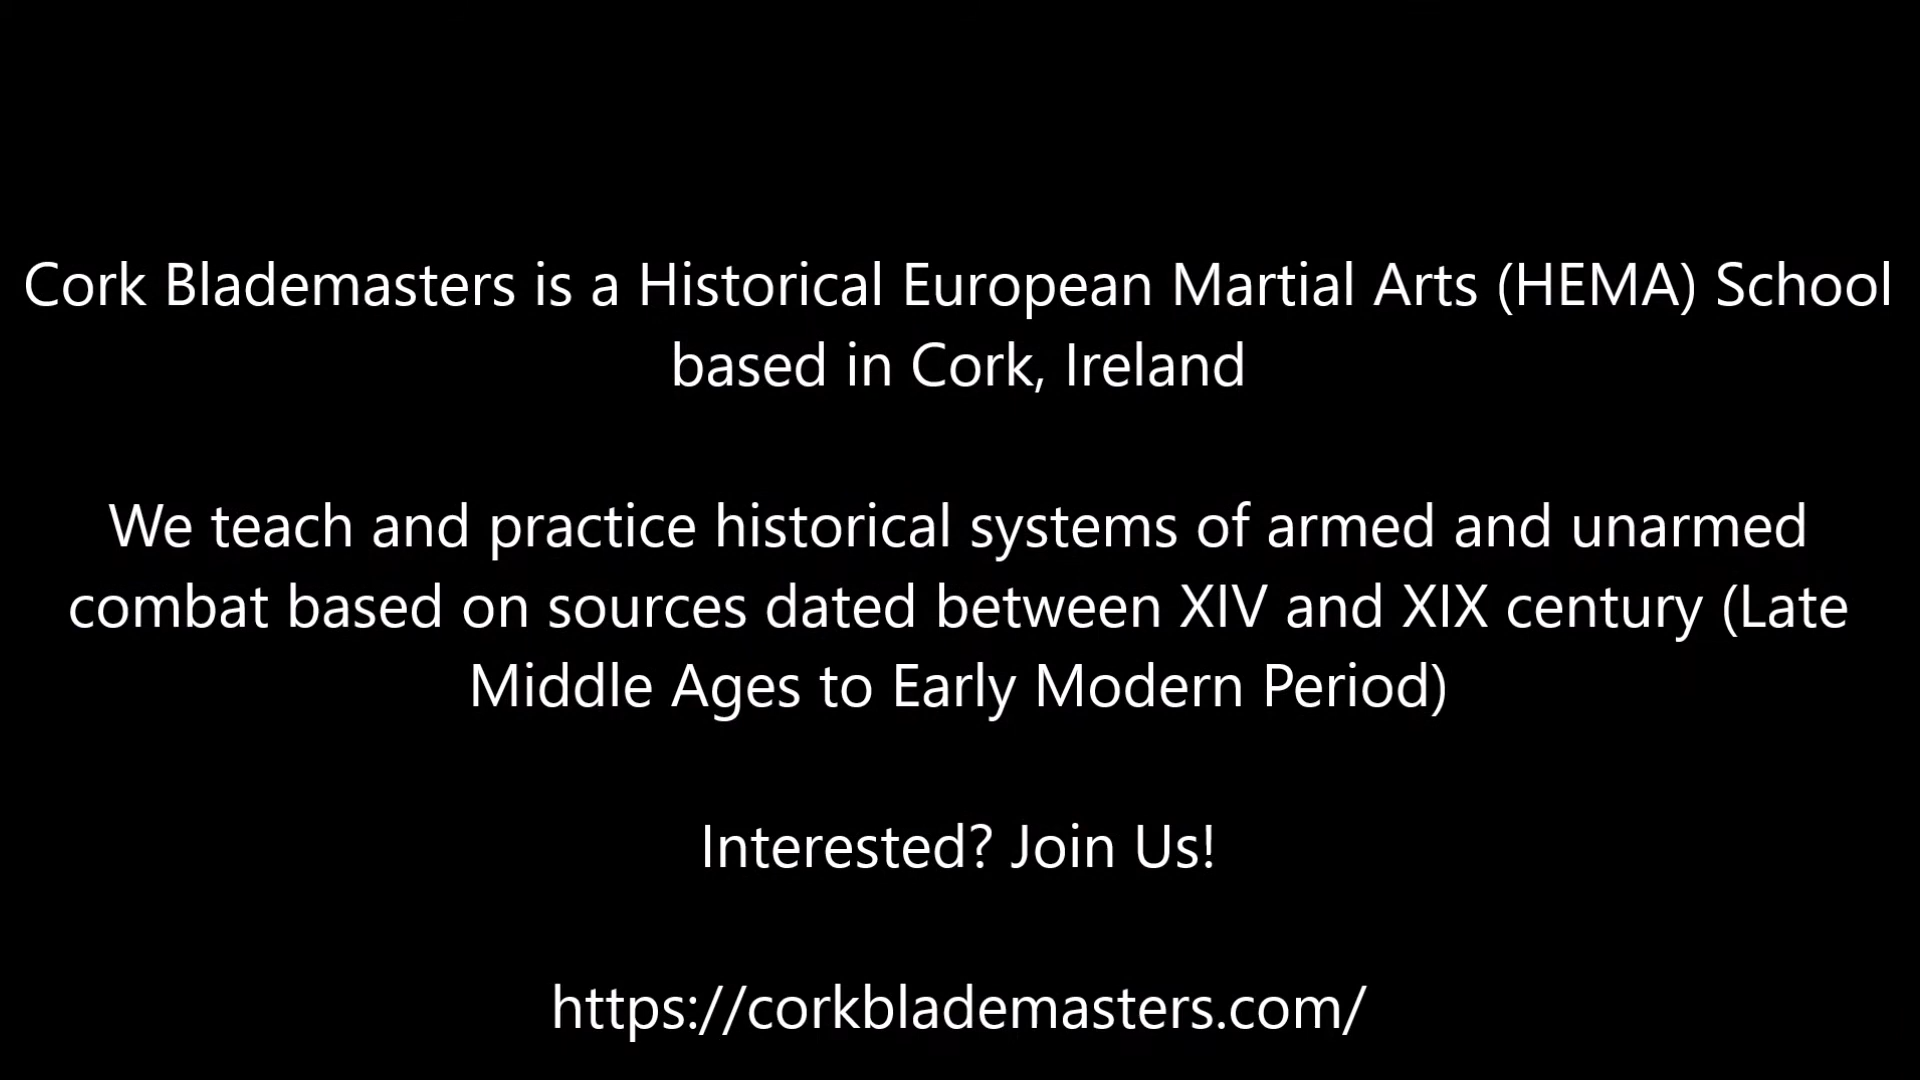 Cork Blademasters is a Historical European Martial Arts (HEMA) School
based in Cork, Ireland
We teach and practice historical systems of armed and unarmed
combat based on sources dated between XIV and XIX century (Late
Middle Ages to Early Modern Period)
Interested? Join Us!
https://corkblademasters.com/